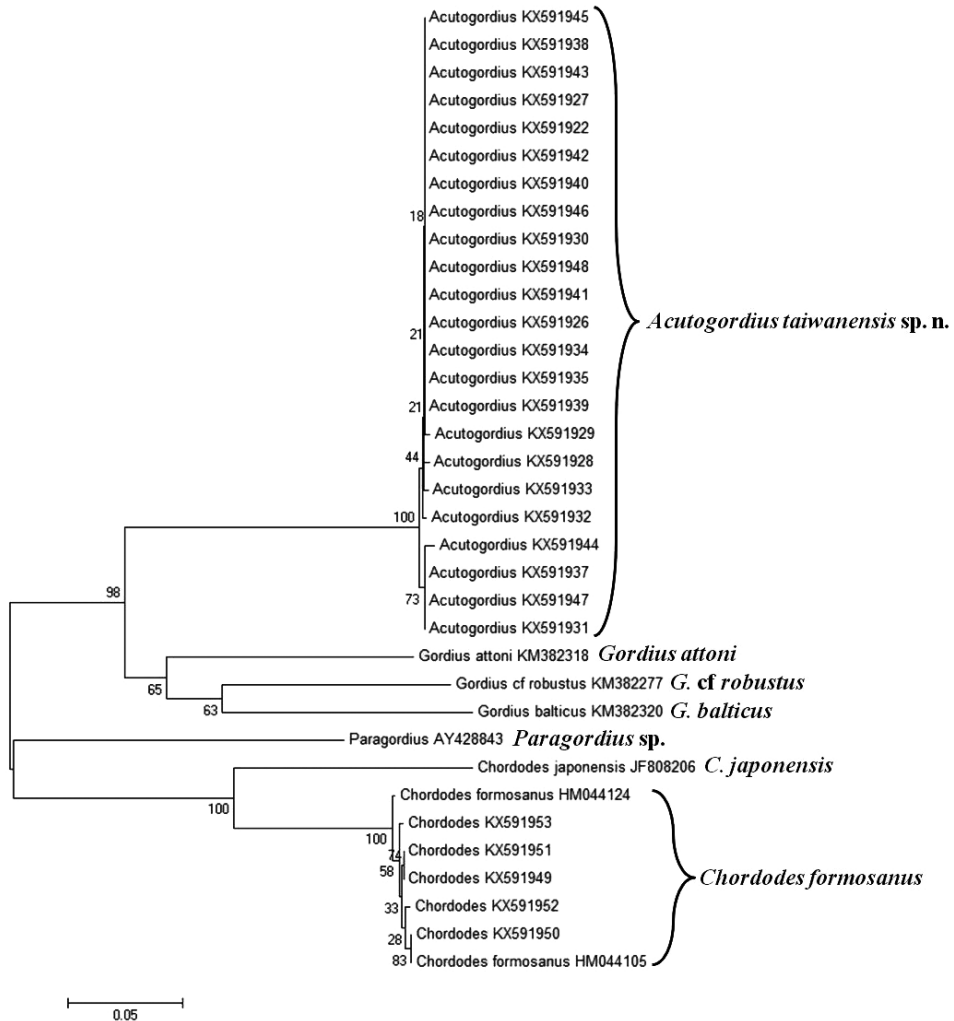 Acutogordius KX591945
Acutogordius KX591938
Acutogordius KX591943
Acutogordius KX591927
Acutogordius KX591922
Acutogordius KX591942
Acutogordius KX591940
Acutogordius KX591946
18
Acutogordius KX591930
Acutogordius KX591948
Acutogordius KX591941
Acutogordius KX591926
Acutogordius taiwanensis sp. n.
21
Acutogordius KX591934
Acutogordius KX591935
Acutogordius KX591939
21
Acutogordius KX591929
44
Acutogordius KX591928
Acutogordius KX591933
Acutogordius KX591932
100
Acutogordius KX591944
Acutogordius KX591937
Acutogordius KX591947
73
98
Acutogordius KX591931
Gordius attoni KM382318 Gordius attoni
65
Gordius cf robustus KM382277 G. cf robustus
63
Gordius balticus KM382320 G. balticus
Paragordius AY428843 Paragordius sp.
Chordodes japonensis JF808206 C. japonensis
100
Chordodes formosanus HM044124
Chordodes KX591953
100
Chordodes KX591951
74
58
Chordodes KX591949
Chordodes formosanus
Chordodes KX591952
33
Chordodes KX591950
28
Chordodes formosanus HM044105
83
0.05